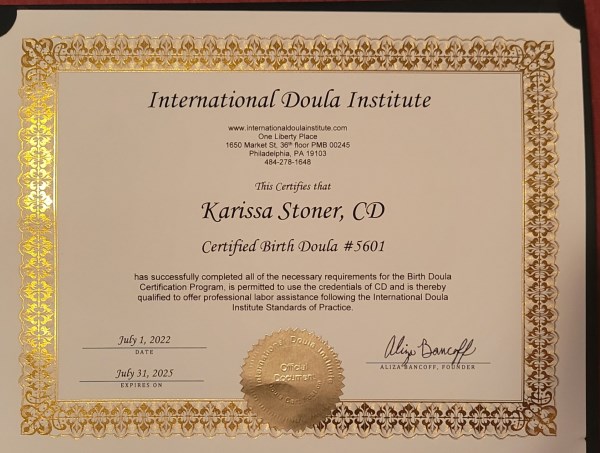 International Doula Institute
www.internationaldoulainstitute.com
One Liberty Place
1650 Market St, 36th floor PMB 00245
Philadelphia, PA 19103
484-278-1648
This Certifies that
Karissa Stoner, CD
Certified Birth Doula #5601
has successfully completed all of the necessary requirements for the Birth Doula
Certification Program, is permitted to use the credentials of CD and is thereby
qualified to offer professional labor assistance following the International Doula
Institute Standards of Practice.
July 1, 2022
DATE
July 31, 2025
EXPIRES ON
International Doula Institute
Official
Document
Aliza Bancoff
ALIZA BANCOFF, FOUNDER